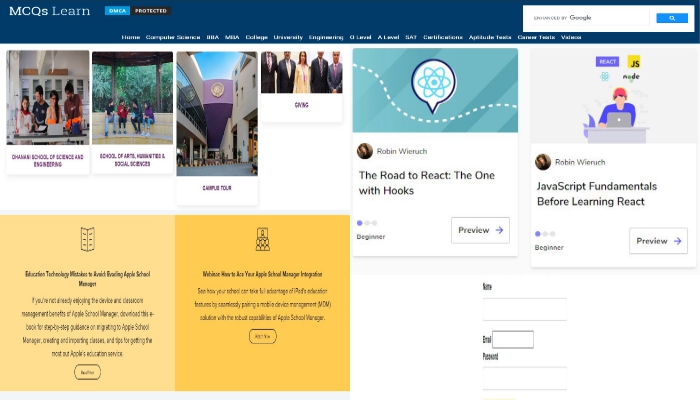 MCQs Learn
DMCA PROTECTED
ENHANCED BY Google
Home Computer Science BBA MBA College University Engineering O Level A Level SAT Certifications Aptitude Tests Career Tests Videos
DHANANI SCHOOL OF SCIENCE AND
ENGINEERING
SCHOOL OF ARTS, HUMANITIES &
SOCIAL SCIENCES
CAMPUS TOUR
GIVING
Robin Wieruch
The Road to React: The One
with Hooks
Beginner
Preview
REACT
JS
node
Robin Wieruch
JavaScript Fundamentals
Before Learning React
Beginner
Preview
Education Technology Mistakes to Avoid: Evading Apple School
Manager
If you're not already enjoying the device and classroom
management benefits of Apple School Manager, download this e-
book for step-by-step guidance on migrating to Apple School
Manager, creating and importing classes, and tips for getting the
most out Apple's education service.
Webinar: How to Ace Your Apple School Manager Integration
See how your school can take full advantage of iPad's education
features by seamlessly pairing a mobile device management (MDM)
solution with the robust capabilities of Apple School Manager.
Name
Email
Password